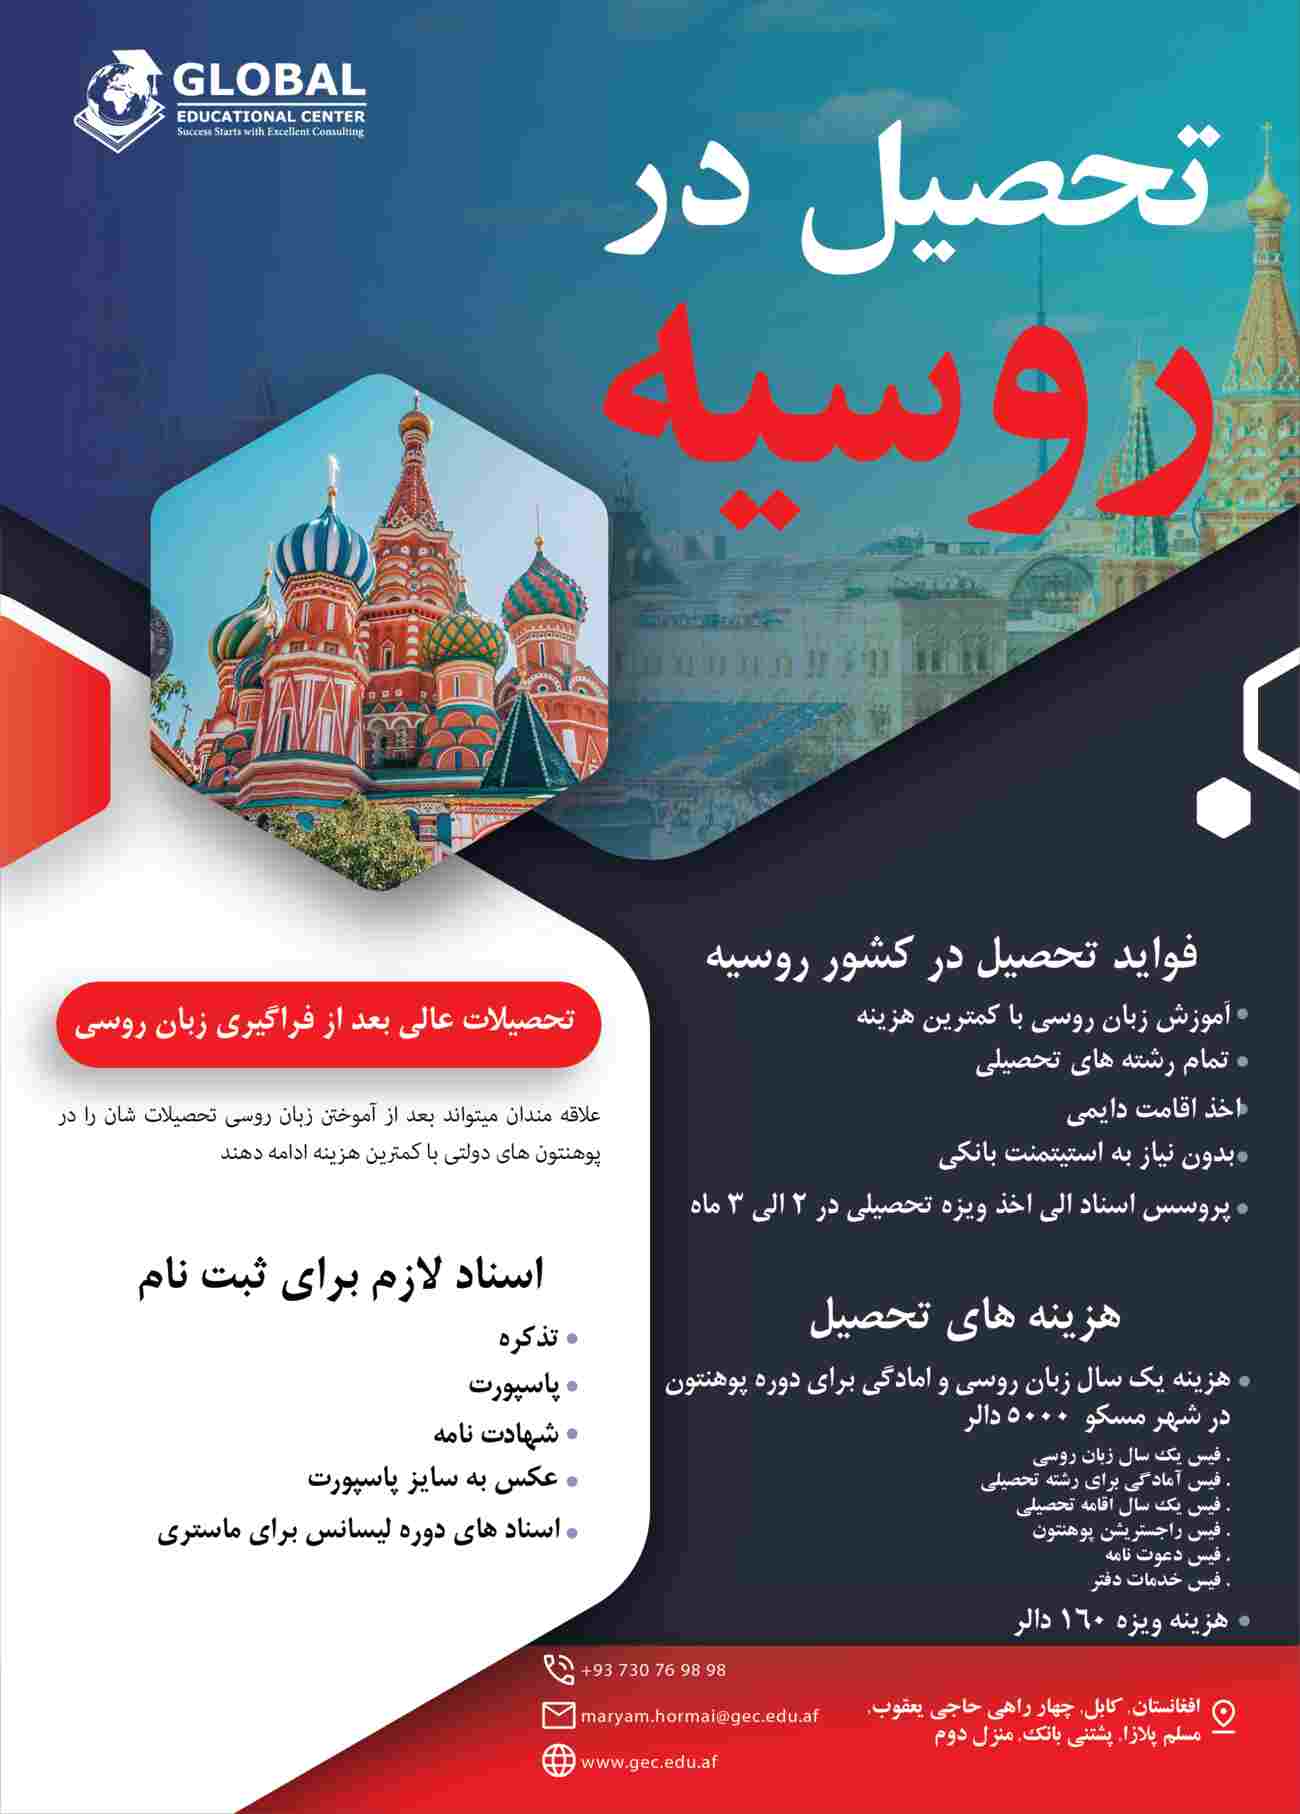 GLOBAL
EDUCATIONAL CENTER
Success Starts with Excellent Consulting
تحصیل در
روسیه
فواید تحصیل در کشور روسیه
آموزش زبان روسی با کمترین هزینه
تمام رشته های تحصیلی
اخذ اقامت دایمی
بدون نیاز به استیتمنت بانکی
پروسس اسناد الی اخذ ویزه تحصیلی در ۲ الی ۳ ماه
هزینه های تحصیل
هزینه یک سال زبان روسی و امادگی برای دوره پوهنتون
در شهر مسکو ۵۰۰۰ دالر
. فیس یک سال زبان روسی
. فیس آمادگی برای رشته تحصیلی
. فیس یک سال اقامه تحصیلی
. فیس راجستریشن پوهنتون
. فیس دعوت نامه
. فیس خدمات دفتر
هزینه ویزه ۱۶۰ دالر
تحصیلات عالی بعد از فراگیری زبان روسی
علاقه مندان میتواند بعد از آموختن زبان روسی تحصیلات شان را در
پوهنتون های دولتی با کمترین هزینه ادامه دهند
اسناد لازم برای ثبت نام
تذکره
پاسپورت
شهادت نامه
عکس به سایز پاسپورت
اسناد های دوره لیسانس برای ماستری
+93 730 76 98 98
maryam.hormai@gec.edu.af
www.gec.edu.af
افغانستان, کابل, چهار راهی حاجی یعقوب,
مسلم پلازا, پشتنی بانک, منزل دوم